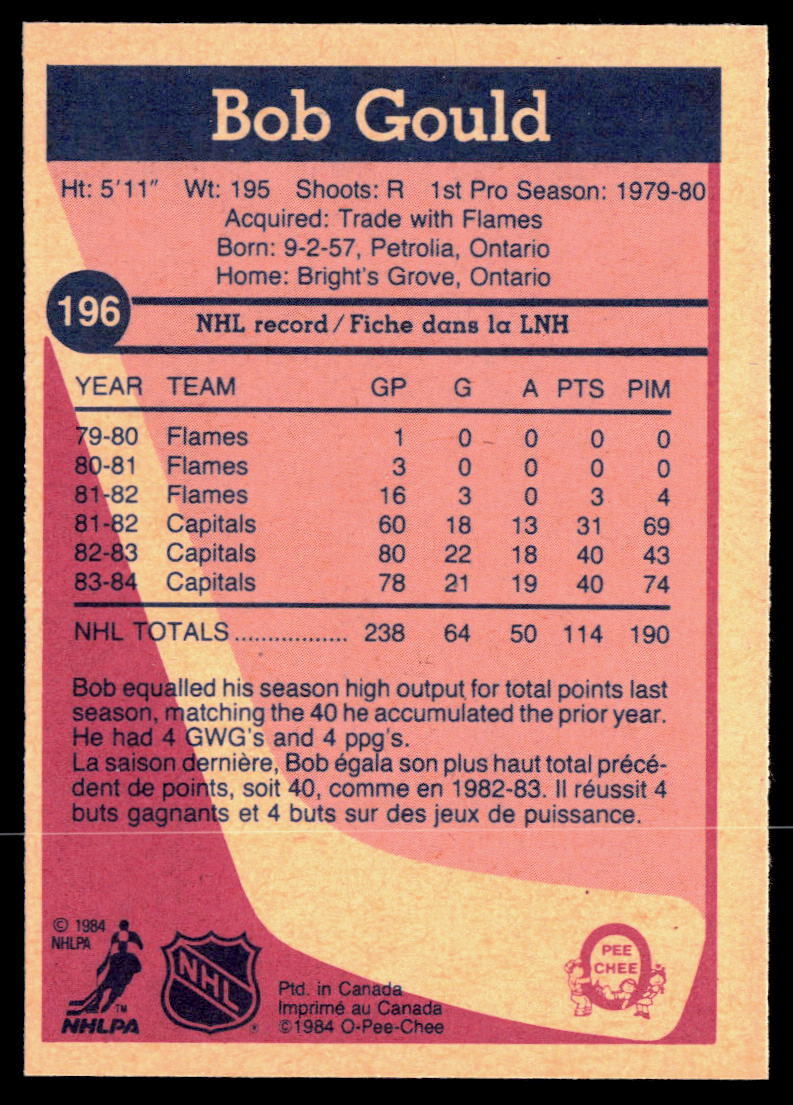 Bob Gould
Ht: 5'11" Wt: 195 Shoots: R 1st Pro Season: 1979-80
Acquired: Trade with Flames
Born: 9-2-57, Petrolia, Ontario
Home: Bright's Grove, Ontario
196
NHL record/Fiche dans la LNH
YEAR TEAM GP G A PTS PIM
79-80 Flames 1 0 0 0 0
80-81 Flames 3 0 0 0 0
81-82 Flames 16 3 0 3 4
81-82 Capitals 60 18 13 31 69
82-83 Capitals 80 22 18 40 43
83-84 Capitals 78 21 19 40 74
NHL TOTALS................. 238 64 50 114 190
Bob equalled his season high output for total points last
season, matching the 40 he accumulated the prior year.
He had 4 GWG's and 4 ppg's.
La saison dernière, Bob égala son plus haut total précé-
dent de points, soit 40, comme en 1982-83. Il réussit 4
buts gagnants et 4 buts sur des jeux de puissance.
© 1984
NHLPA
NHLPA
TM
NHL
®
Ptd. in Canada
Imprimé au Canada
©1984 O-Pee-Chee
PEE
CHEE